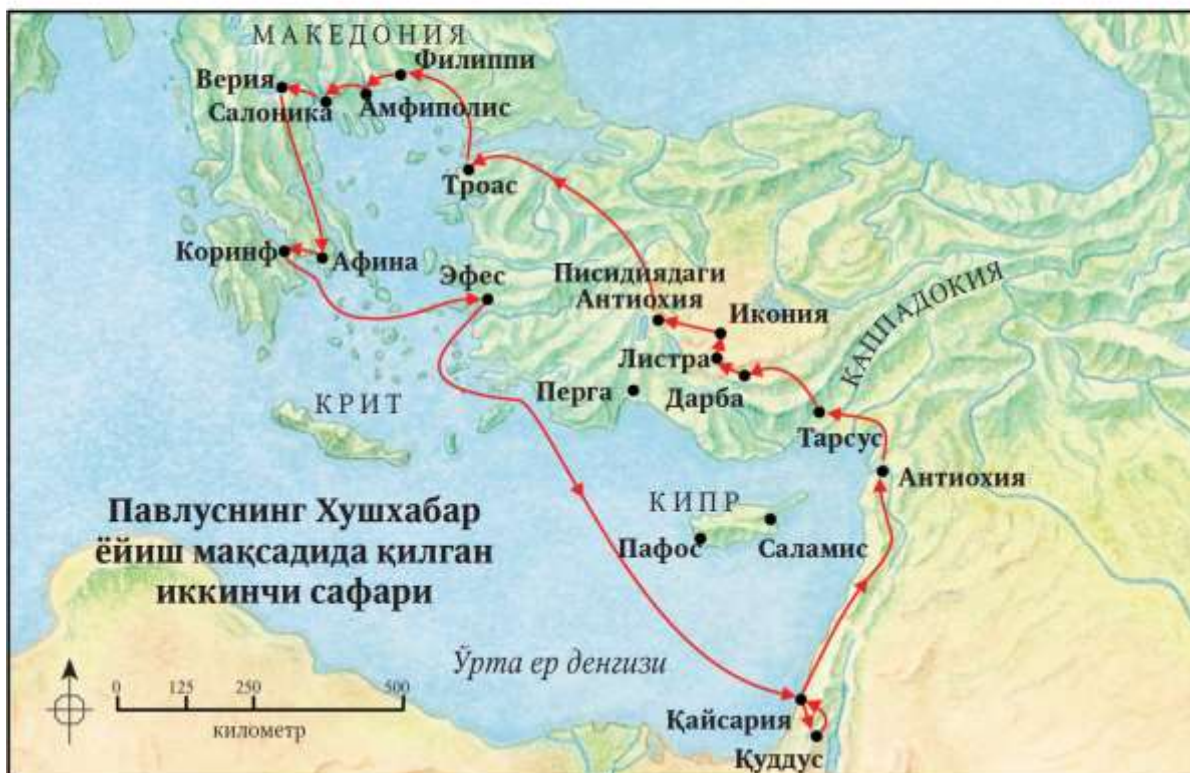 МАКЕДОНИЯ
Филиппи
Верия
Салоника
Амфиполис
Троас
Коринф
Афина
Эфес
Писидиядаги
Антиохия
Икония
КАППАДОКИЯ
Листра
Перга
Дарба
КРИТ
Тарсус
Антиохия
КИПР
Павлуснинг Хушхабар
ёйиш мақсадида қилган
иккинчи сафари
Пафос
Саламис
Ўрта ер денгизи
0 125 250 500
километр
Қайсария
Қуддус